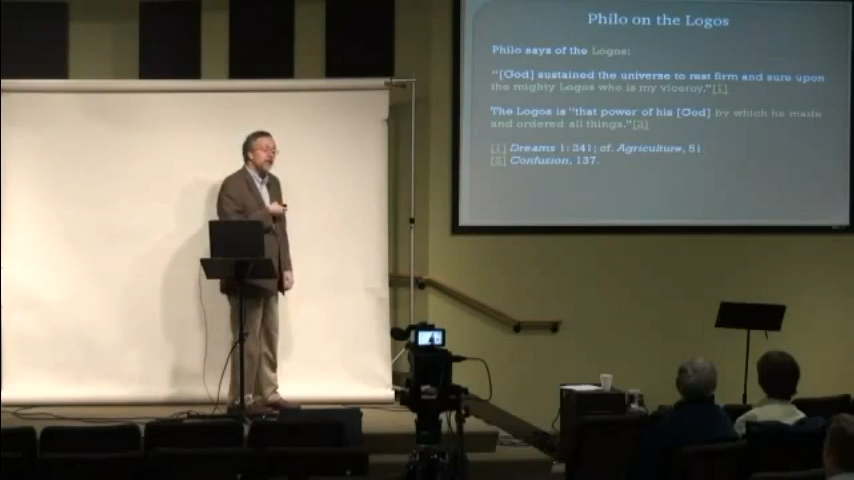 Philo on the Logos
Philo says of the Logos:
"[God] sustained the universe to rest firm and sure upon
the mighty Logos who is my viceroy."[1]
The Logos is "that power of his [God] by which he made
and ordered all things."[2]
[1] Dreams 1: 241; cf. Agriculture, 51.
[2] Confusion, 137.